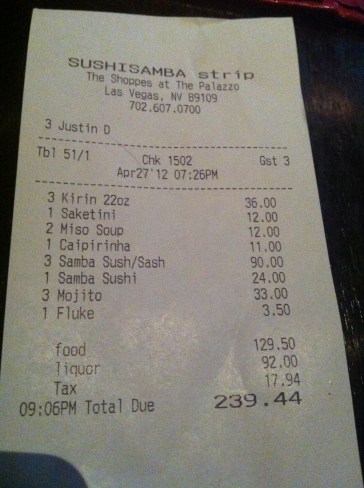 SUSHISAMBA strip
The Shoppes at The Palazzo
Las Vegas, NV 89109
702.607.0700
3 Justin D
Tbl 51/1 Chk 1502 Gst 3
Apr27'12 07:26PM
3 Kirin 22oz 36.00
1 Saketini 12.00
2 Miso Soup 12.00
1 Caipirinha 11.00
3 Samba Sush/Sash 90.00
1 Samba Sushi 24.00
3 Mojito 33.00
1 Fluke 3.50
food 129.50
liquor 92.00
Tax 17.94
09:06PM Total Due 239.44